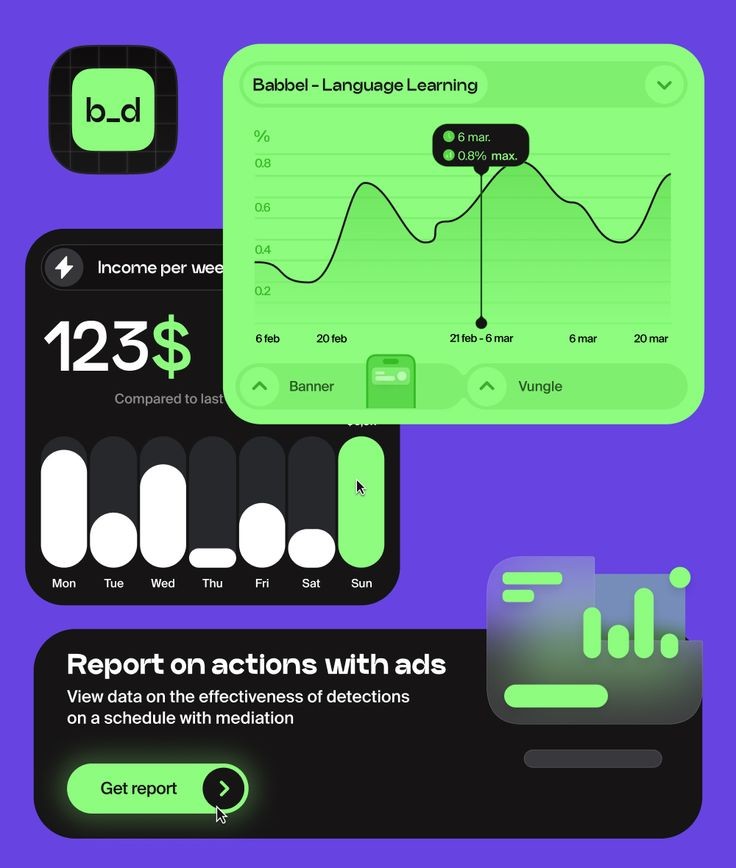 b_d
Babbel - Language Learning
%
6 mar.
0.8% max.
0.8
0.6
0.4
0.2
6 feb
20 feb
21 feb - 6 mar
6 mar
20 mar
Banner
Vungle
Income per wee
123$
Compared to last
Mon
Tue
Wed
Thu
Fri
Sat
Sun
Report on actions with ads
View data on the effectiveness of detections
on a schedule with mediation
Get report